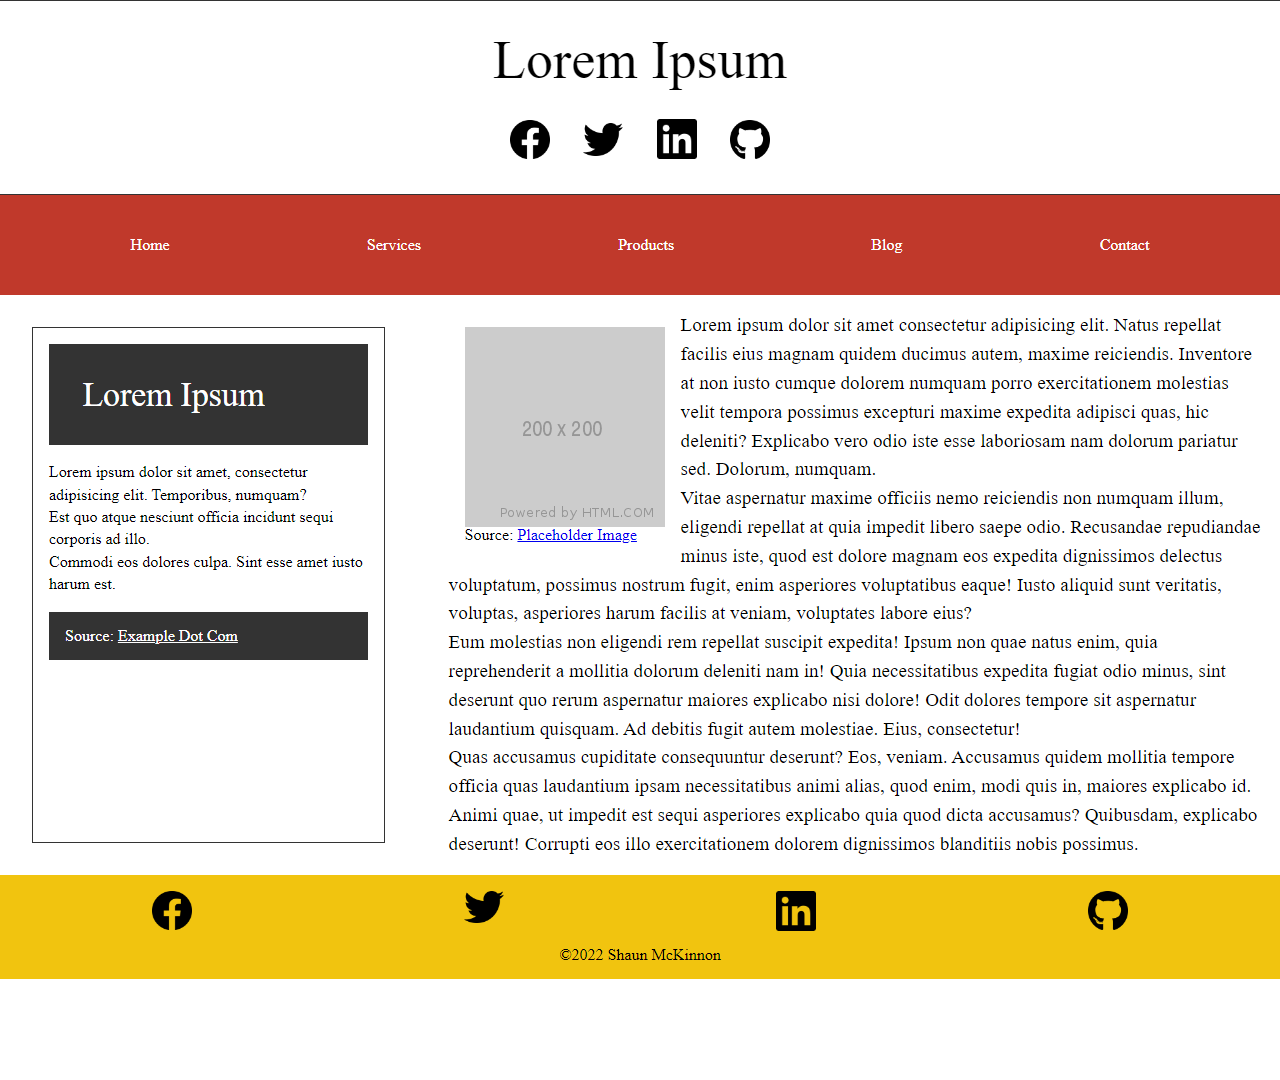 Lorem Ipsum
Home
Services
Products
Blog
Contact
Lorem Ipsum
Lorem ipsum dolor sit amet, consectetur
adipisicing elit. Temporibus, numquam?
Est quo atque nesciunt officia incidunt sequi
corporis ad illo.
Commodi eos dolores culpa. Sint esse amet iusto
harum est.
Source: Example Dot Com
200 x 200
Powered by HTML.COM
Source: Placeholder Image
Lorem ipsum dolor sit amet consectetur adipisicing elit. Natus repellat
facilis eius magnam quidem ducimus autem, maxime reiciendis. Inventore
at non iusto cumque dolorem numquam porro exercitationem molestias
velit tempora possimus excepturi maxime expedita adipisci quas, hic
deleniti? Explicabo vero odio iste esse laboriosam nam dolorum pariatur
sed. Dolorum, numquam.
Vitae aspernatur maxime officiis nemo reiciendis non numquam illum,
eligendi repellat at quia impedit libero saepe odio. Recusandae repudiandae
minus iste, quod est dolore magnam eos expedita dignissimos delectus
voluptatum, possimus nostrum fugit, enim asperiores voluptatibus eaque! Iusto aliquid sunt veritatis,
voluptas, asperiores harum facilis at veniam, voluptates labore eius?
Eum molestias non eligendi rem repellat suscipit expedita! Ipsum non quae natus enim, quia
reprehenderit a mollitia dolorum deleniti nam in! Quia necessitatibus expedita fugiat odio minus, sint
deserunt quo rerum aspernatur maiores explicabo nisi dolore! Odit dolores tempore sit aspernatur
laudantium quisquam. Ad debitis fugit autem molestiae. Eius, consectetur!
Quas accusamus cupiditate consequuntur deserunt? Eos, veniam. Accusamus quidem mollitia tempore
officia quas laudantium ipsam necessitatibus animi alias, quod enim, modi quis in, maiores explicabo id.
Animi quae, ut impedit est sequi asperiores explicabo quia quod dicta accusamus? Quibusdam, explicabo
deserunt! Corrupti eos illo exercitationem dolorem dignissimos blanditiis nobis possimus.
©2022 Shaun McKinnon